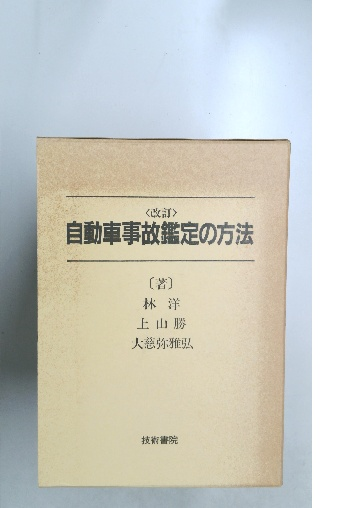 〈改訂〉
自動車事故鑑定の方法
〔著〕
林 洋
上山 勝
大慈弥雅弘
技術書院